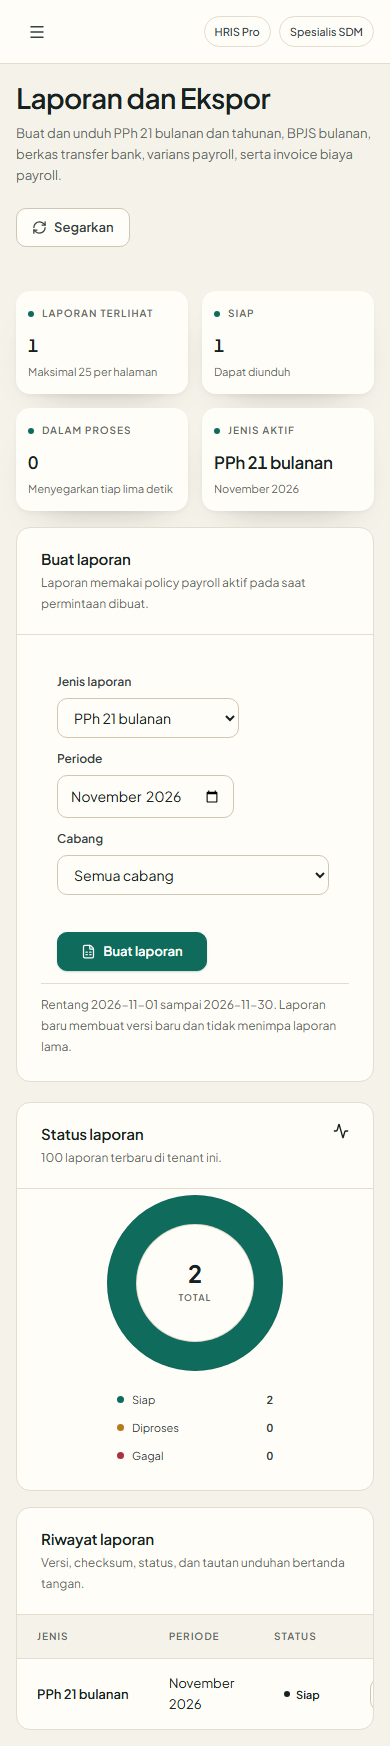 HRIS Pro
Spesialis SDM
Laporan dan Ekspor
Buat dan unduh PPh 21 bulanan dan tahunan, BPJS bulanan,
berkas transfer bank, varians payroll, serta invoice biaya
payroll.
Segarkan
LAPORAN TERLIHAT
1
Maksimal 25 per halaman
SIAP
1
Dapat diunduh
DALAM PROSES
0
Menyegarkan tiap lima detik
JENIS AKTIF
PPh 21 bulanan
November 2026
Buat laporan
Laporan memakai policy payroll aktif pada saat
permintaan dibuat.
Jenis laporan
PPh 21 bulanan
Periode
November 2026
Cabang
Semua cabang
Buat laporan
Rentang 2026-11-01 sampai 2026-11-30. Laporan
baru membuat versi baru dan tidak menimpa laporan
lama.
Status laporan
100 laporan terbaru di tenant ini.
2
TOTAL
Siap 2
Diproses 0
Gagal 0
Riwayat laporan
Versi, checksum, status, dan tautan unduhan bertanda
tangan.
JENIS PERIODE STATUS
PPh 21 bulanan November 2026 Siap